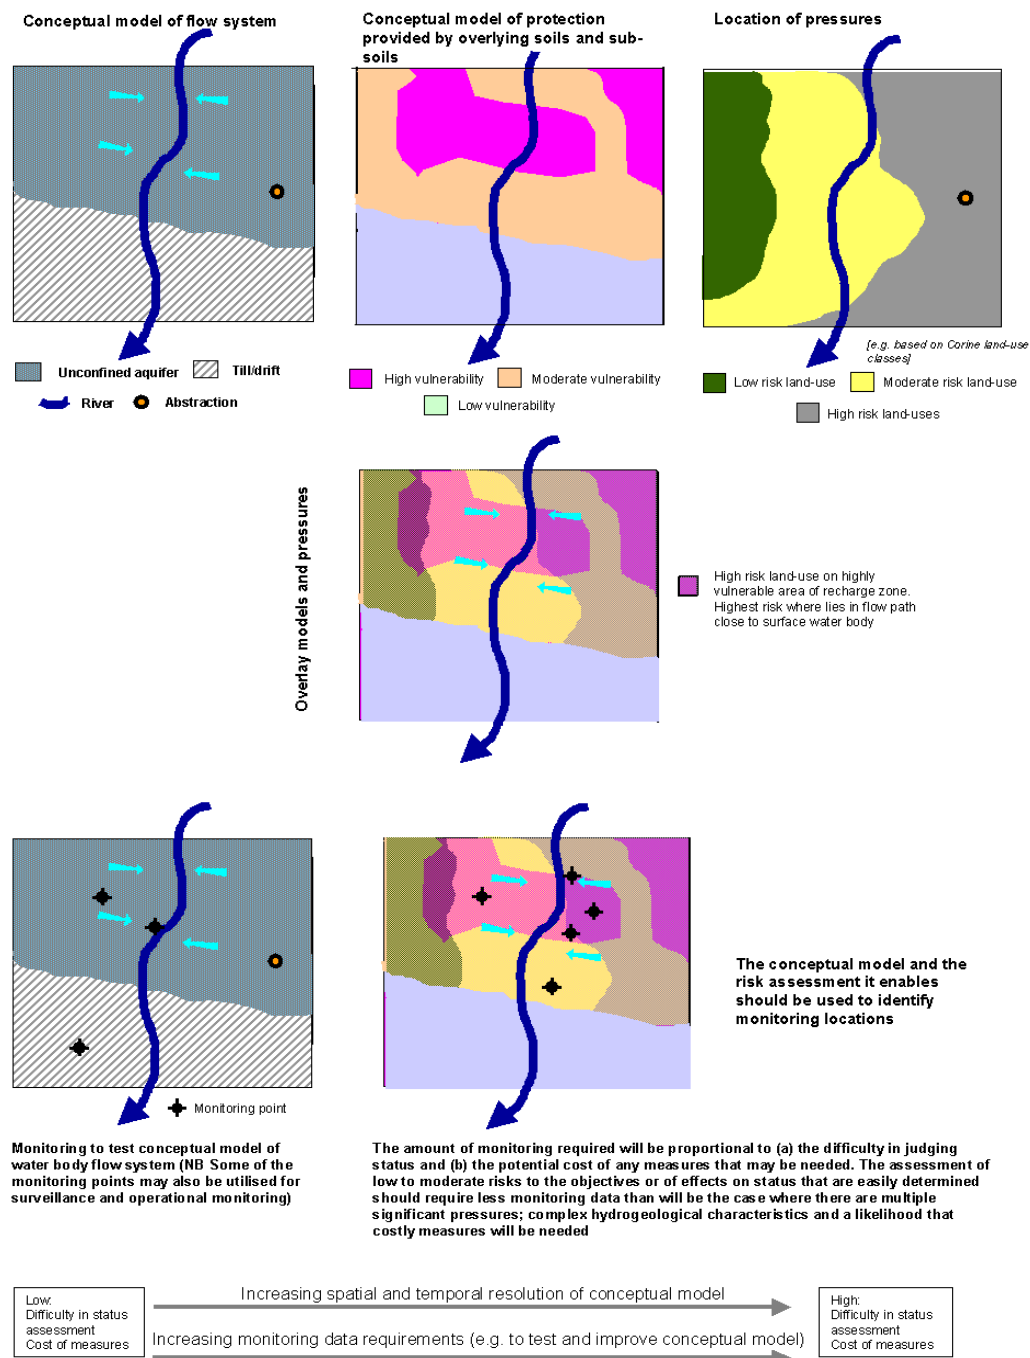 Conceptual model of flow system
Conceptual model of protection
provided by overlying soils and sub-
soils
Location of pressures
[e.g. based on Corine land-use
classes]
Unconfined aquifer
Till/drift
River
Abstraction
High vulnerability
Moderate vulnerability
Low vulnerability
Low risk land-use
Moderate risk land-use
High risk land-uses
Overlay models and pressures
High risk land-use on highly
vulnerable area of recharge zone.
Highest risk where lies in flow path
close to surface water body
The conceptual model and the
risk assessment it enables
should be used to identify
monitoring locations
Monitoring point
Monitoring to test conceptual model of
water body flow system (NB Some of the
monitoring points may also be utilised for
surveillance and operational monitoring)
The amount of monitoring required will be proportional to (a) the difficulty in judging
status and (b) the potential cost of any measures that may be needed. The assessment of
low to moderate risks to the objectives or of effects on status that are easily determined
should require less monitoring data than will be the case where there are multiple
significant pressures; complex hydrogeological characteristics and a likelihood that
costly measures will be needed
Low:
Difficulty in status
assessment
Cost of measures
Increasing spatial and temporal resolution of conceptual model
Increasing monitoring data requirements (e.g. to test and improve conceptual model)
High:
Difficulty in status
assessment
Cost of measures